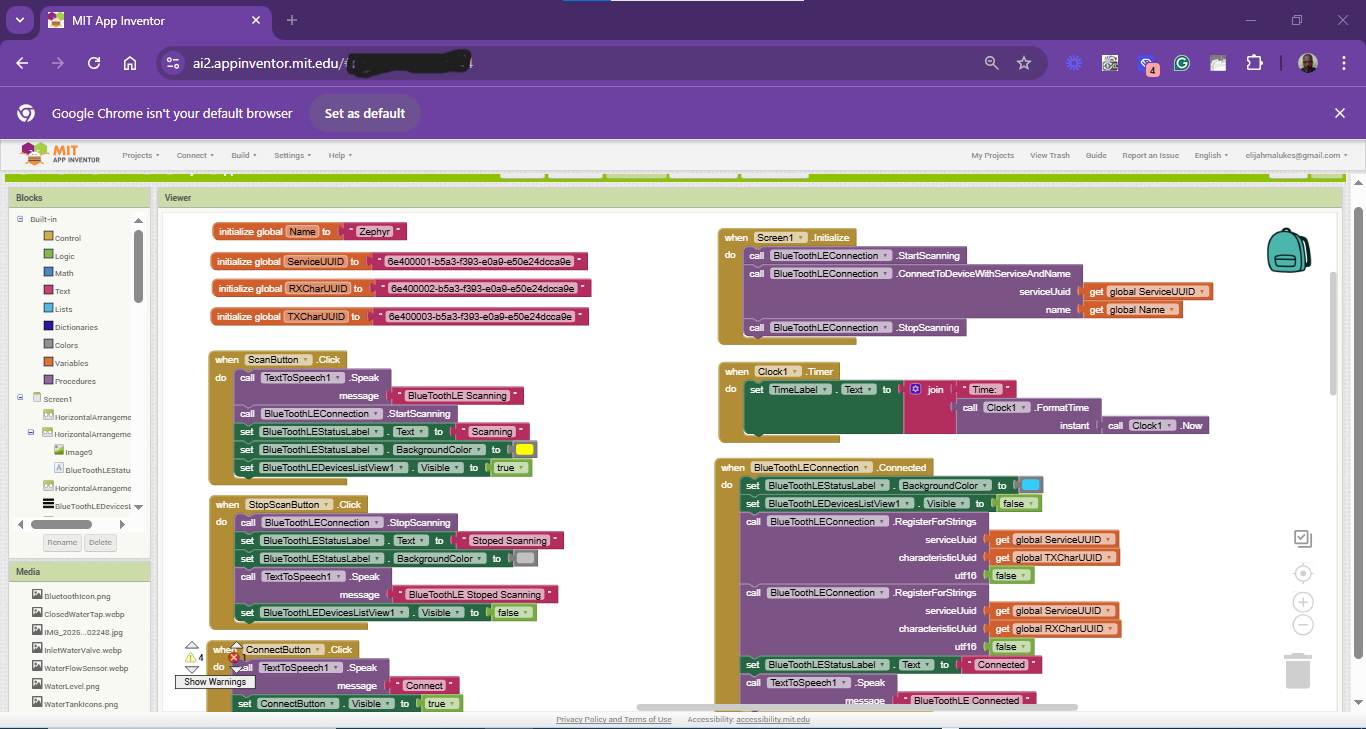 MIT App Inventor
ai2.appinventor.mit.edu/#
4
Google Chrome isn't your default browser
Set as default
MIT
APP INVENTOR
Projects
Connect
Build
Settings
Help
My Projects
View Trash
Guide
Report an Issue
English
elijahmalukes@gmail.com
Blocks
Built-in
Control
Logic
Math
Text
Lists
Dictionaries
Colors
Variables
Procedures
Screen1
HorizontalArrangeme
HorizontalArrangeme
Image9
BlueToothLEStatu
HorizontalArrangeme
BlueToothLEDevicesL
Rename Delete
Media
BluetoothIcon.png
ClosedWaterTap.webp
IMG_2025...02248.jpg
InletWaterValve.webp
WaterFlowSensor.webp
WaterLevel.png
WaterTankIcons.png
Viewer
initialize global Name to " Zephyr "
initialize global ServiceUUID to " 6e400001-b5a3-f393-e0a9-e50e24dcca9e "
initialize global RXCharUUID to " 6e400002-b5a3-f393-e0a9-e50e24dcca9e "
initialize global TXCharUUID to " 6e400003-b5a3-f393-e0a9-e50e24dcca9e "
when ScanButton .Click
do call TextToSpeech1 .Speak
message " BlueToothLE Scanning "
call BlueToothLEConnection .StartScanning
set BlueToothLEStatusLabel . Text to " Scanning "
set BlueToothLEStatusLabel . BackgroundColor to
set BlueToothLEDevicesListView1 . Visible to true
when StopScanButton .Click
do call BlueToothLEConnection .StopScanning
set BlueToothLEStatusLabel . Text to " Stoped Scanning "
set BlueToothLEStatusLabel . BackgroundColor to
call TextToSpeech1 .Speak
message " BlueToothLE Stoped Scanning "
set BlueToothLEDevicesListView1 . Visible to false
when ConnectButton .Click
do call TextToSpeech1 .Speak
message " Connect "
set ConnectButton . Visible to true
4
1
Show Warnings
when Screen1 .Initialize
do call BlueToothLEConnection .StartScanning
call BlueToothLEConnection .ConnectToDeviceWithServiceAndName
serviceUuid get global ServiceUUID
name get global Name
call BlueToothLEConnection .StopScanning
when Clock1 .Timer
do set TimeLabel . Text to join " Time: "
call Clock1 .FormatTime
instant call Clock1 .Now
when BlueToothLEConnection .Connected
do set BlueToothLEStatusLabel . BackgroundColor to
set BlueToothLEDevicesListView1 . Visible to false
call BlueToothLEConnection .RegisterForStrings
serviceUuid get global ServiceUUID
characteristicUuid get global TXCharUUID
utf16 false
call BlueToothLEConnection .RegisterForStrings
serviceUuid get global ServiceUUID
characteristicUuid get global RXCharUUID
utf16 false
set BlueToothLEStatusLabel . Text to " Connected "
call TextToSpeech1 .Speak
message " BlueToothLE Connected "
Privacy Policy and Terms of Use
Accessibility: accessibility.mit.edu